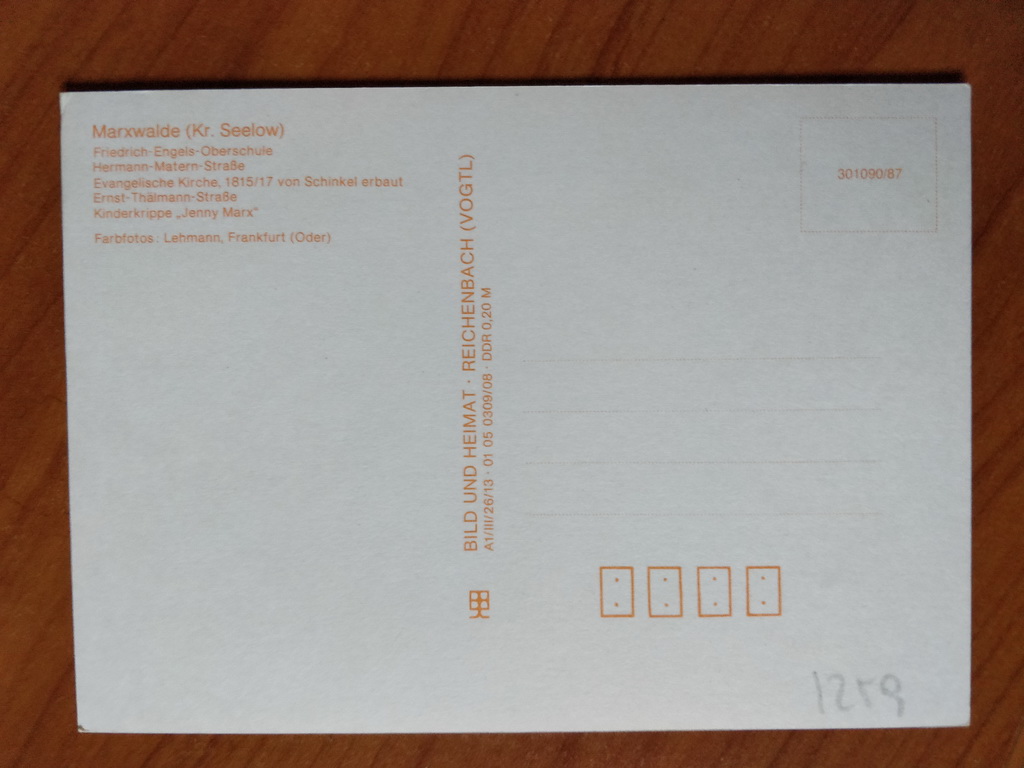 Marxwalde (Kr. Seelow)
Friedrich-Engels-Oberschule
Hermann-Matern-Straße
Evangelische Kirche, 1815/17 von Schinkel erbaut
Ernst-Thälmann-Straße
Kinderkrippe „Jenny Marx“
Farbfotos: Lehmann, Frankfurt (Oder)
BILD UND HEIMAT · REICHENBACH (VOGTL)
A1/III/26/13 · 01 05 0309/08 · DDR 0,20 M
301090/87
1259